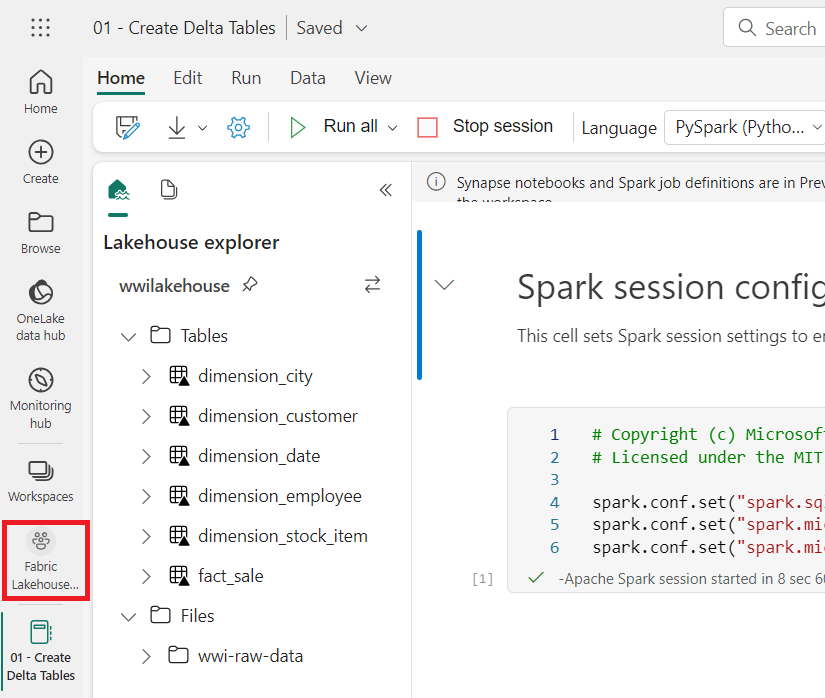 01 - Create Delta Tables
Saved
Search
Home
Edit
Run
Data
View
Run all
Stop session
Language
PySpark (Pytho...
Home
Create
Browse
OneLake
data hub
Monitoring
hub
Workspaces
Fabric
Lakehouse...
01 - Create
Delta Tables
Lakehouse explorer
wwilakehouse
Tables
dimension_city
dimension_customer
dimension_date
dimension_employee
dimension_stock_item
fact_sale
Files
wwi-raw-data
Synapse notebooks and Spark job definitions are in Prev
the workspace
Spark session config
This cell sets Spark session settings to e
1 # Copyright (c) Microsoft
2 # Licensed under the MIT
3
4 spark.conf.set("spark.sq
5 spark.conf.set("spark.mi
6 spark.conf.set("spark.mi
[1]
-Apache Spark session started in 8 sec 6